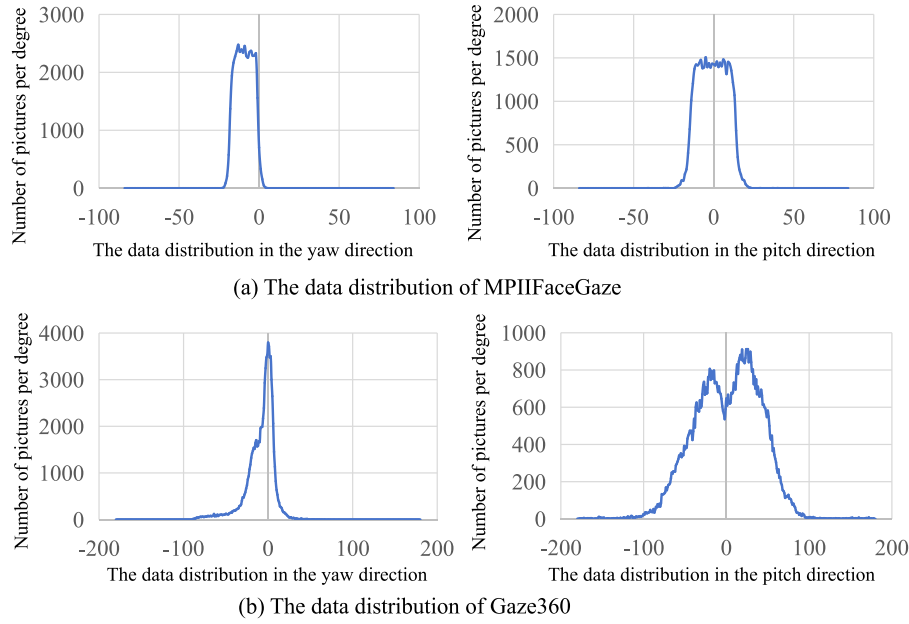 Number of pictures per degree
3000
2000
1000
0
-100 -50 0 50 100
The data distribution in the yaw direction
Number of pictures per degree
2000
1500
1000
500
0
-100 -50 0 50 100
The data distribution in the pitch direction
(a) The data distribution of MPIIFaceGaze
Number of pictures per degree
4000
3000
2000
1000
0
-200 -100 0 100 200
The data distribution in the yaw direction
Number of pictures per degree
1000
800
600
400
200
0
-200 -100 0 100 200
The data distribution in the pitch direction
(b) The data distribution of Gaze360